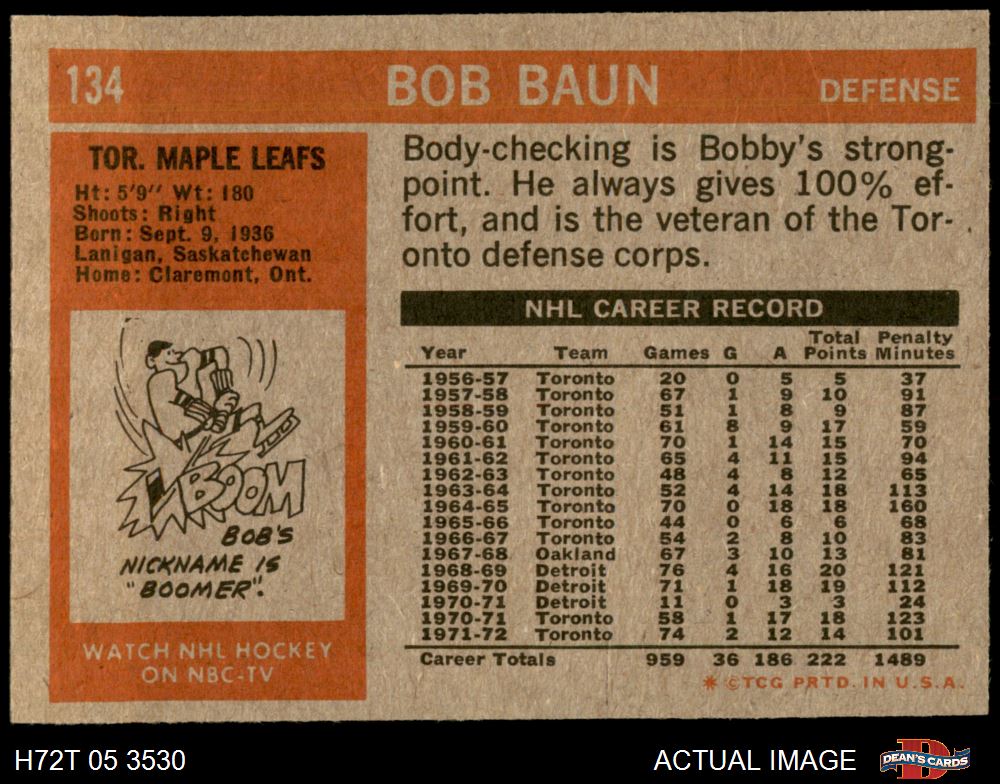 134 BOB BAUN DEFENSE
TOR. MAPLE LEAFS
Ht: 5'9" Wt: 180
Shoots: Right
Born: Sept. 9, 1936
Lanigan, Saskatchewan
Home: Claremont, Ont.
BOOM
BOB'S
NICKNAME IS
"BOOMER".
WATCH NHL HOCKEY
ON NBC-TV
Body-checking is Bobby's strong-
point. He always gives 100% ef-
fort, and is the veteran of the Tor-
onto defense corps.
NHL CAREER RECORD
Total Penalty
Year Team Games G A Points Minutes
1956-57 Toronto 20 0 5 5 37
1957-58 Toronto 67 1 9 10 91
1958-59 Toronto 51 1 8 9 87
1959-60 Toronto 61 8 9 17 59
1960-61 Toronto 70 1 14 15 70
1961-62 Toronto 65 4 11 15 94
1962-63 Toronto 48 4 8 12 65
1963-64 Toronto 52 4 14 18 113
1964-65 Toronto 70 0 18 18 160
1965-66 Toronto 44 0 6 6 68
1966-67 Toronto 54 2 8 10 83
1967-68 Oakland 67 3 10 13 81
1968-69 Detroit 76 4 16 20 121
1969-70 Detroit 71 1 18 19 112
1970-71 Detroit 11 0 3 3 24
1970-71 Toronto 58 1 17 18 123
1971-72 Toronto 74 2 12 14 101
Career Totals 959 36 186 222 1489
* ©TCG PRTD. IN U.S.A.
H72T 05 3530 ACTUAL IMAGE DEAN'S CARDS